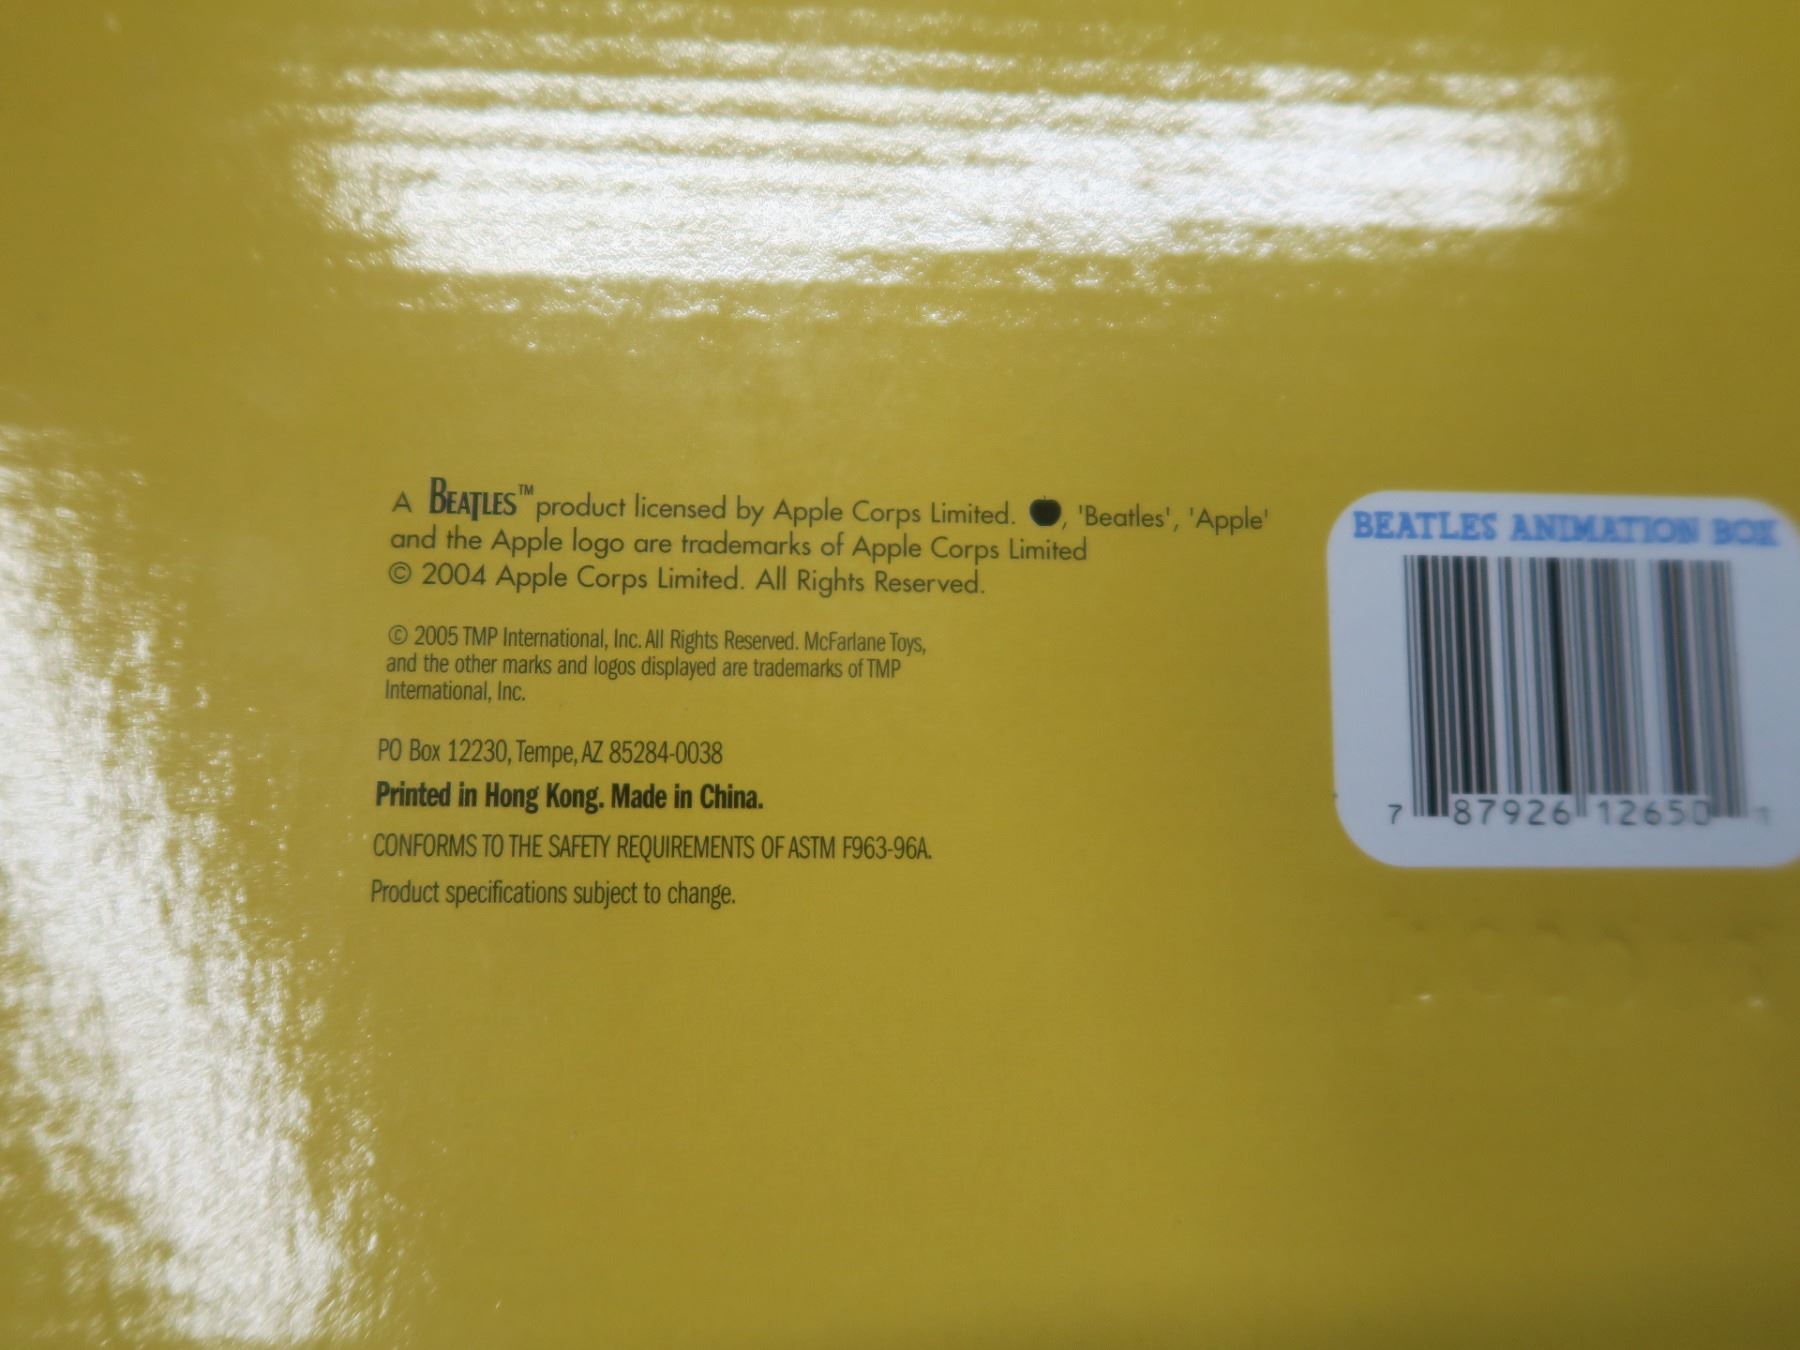 A BEATLES™ product licensed by Apple Corps Limited. , 'Beatles', 'Apple'
and the Apple logo are trademarks of Apple Corps Limited
© 2004 Apple Corps Limited. All Rights Reserved.
© 2005 TMP International, Inc. All Rights Reserved. McFarlane Toys,
and the other marks and logos displayed are trademarks of TMP
International, Inc.
PO Box 12230, Tempe, AZ 85284-0038
Printed in Hong Kong. Made in China.
CONFORMS TO THE SAFETY REQUIREMENTS OF ASTM F963-96A.
Product specifications subject to change.
BEATLES ANIMATION BOX
7 87926 12650 1